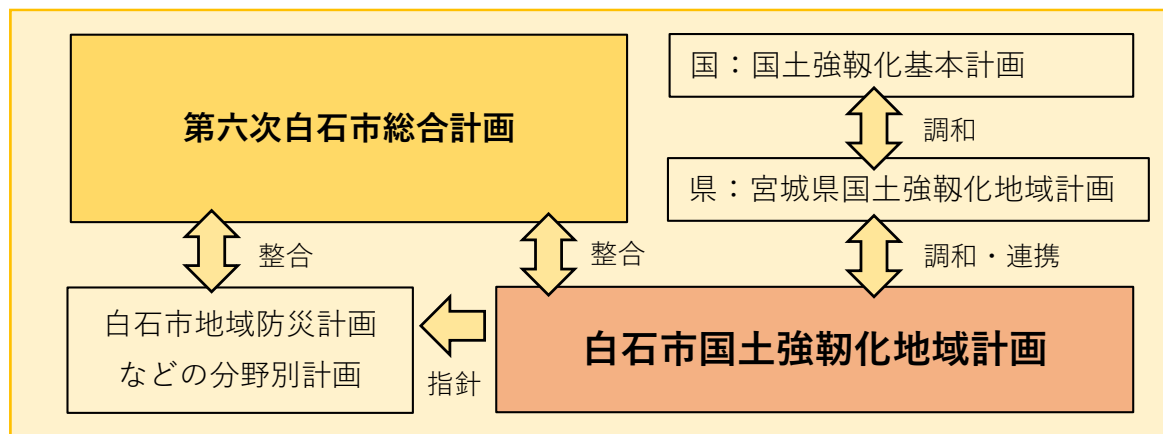 第六次白石市総合計画
国：国土強靱化基本計画
調和
県：宮城県国土強靱化地域計画
整合
整合
調和・連携
白石市地域防災計画
などの分野別計画
指針
白石市国土強靱化地域計画